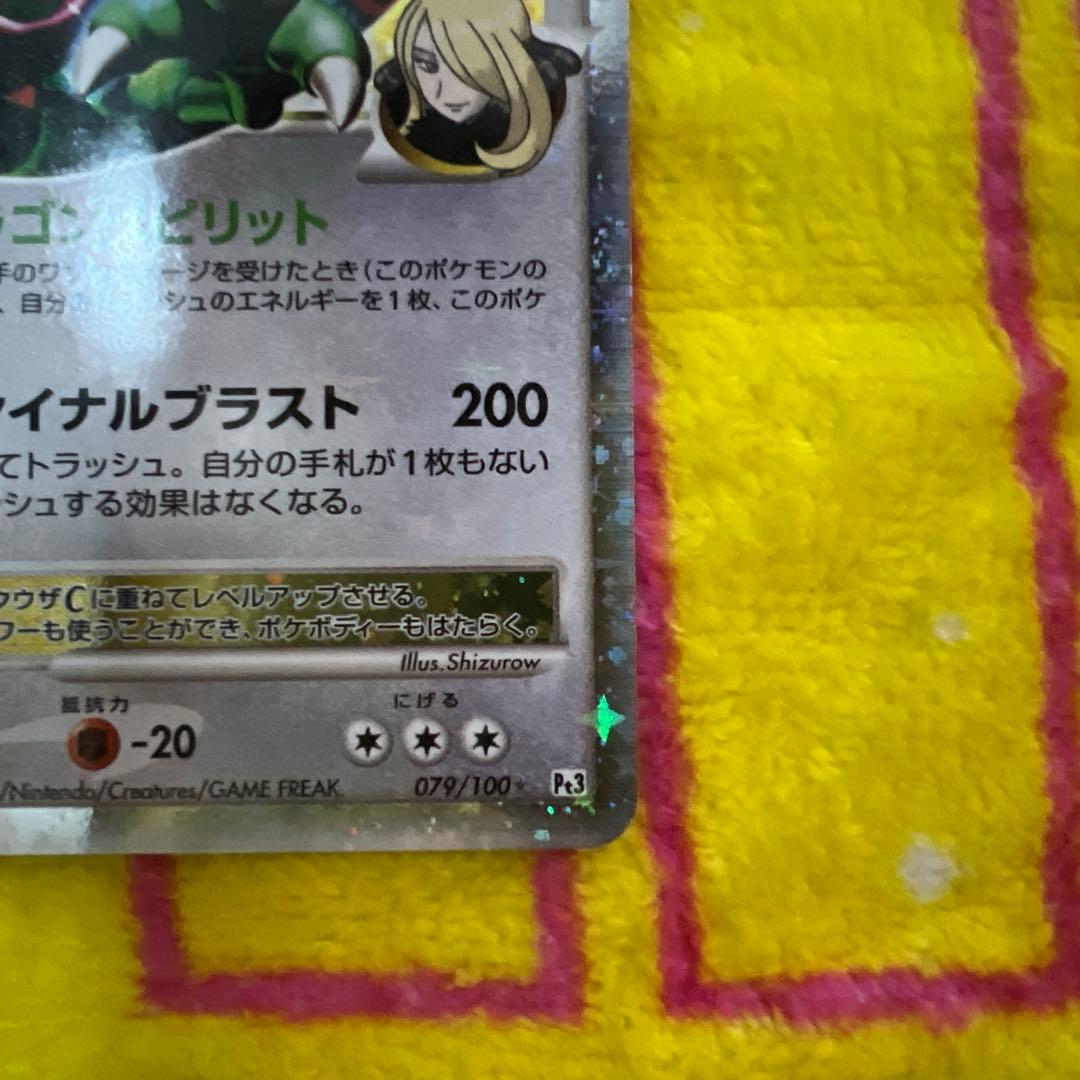 ラゴン ピリット
手のワン ージを受けたとき(このポケモンの
、自分 シュのエネルギーを1枚、このポケ
ァイナルブラスト 200
てトラッシュ。自分の手札が1枚もない
シュする効果はなくなる。
クウザCに重ねてレベルアップさせる。
ワーも使うことができ、ポケボディーもはたらく。
Illus.Shizurow
抵抗力 にげる
-20
/Nintendo/Creatures/GAME FREAK. 079/100 Pt3